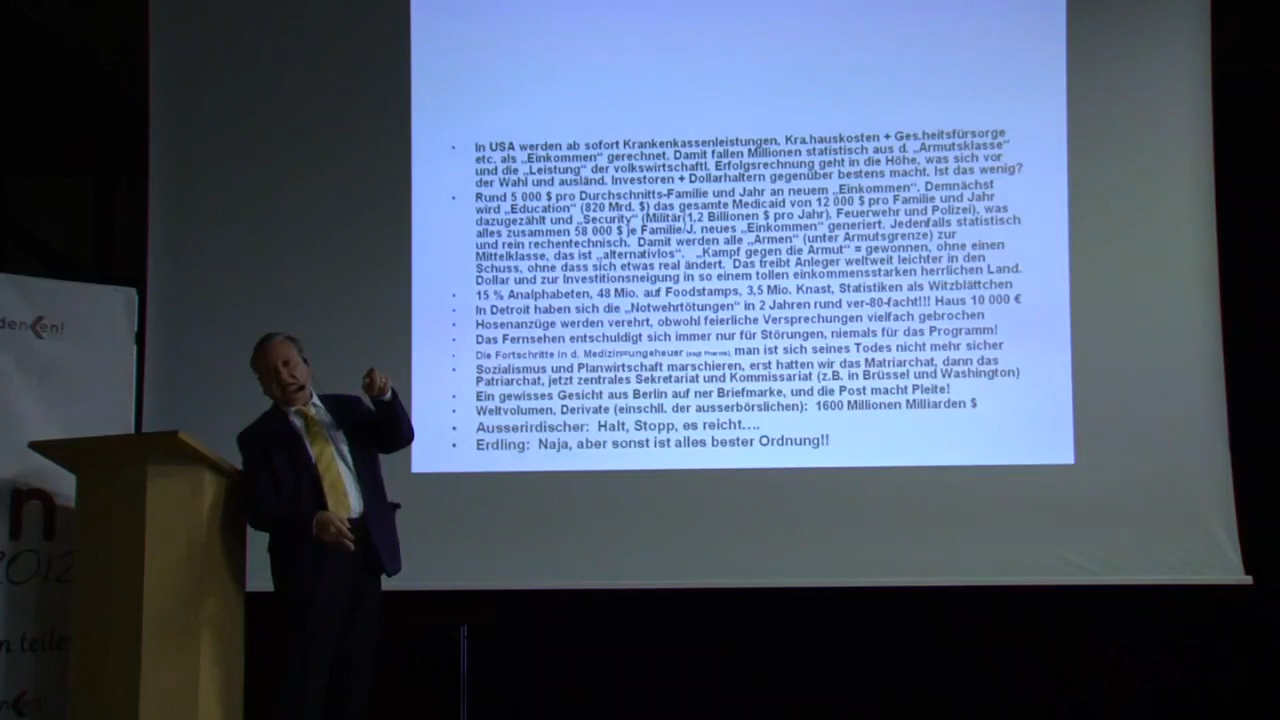 In USA werden ab sofort Krankenkassenleistungen, Kra.hauskosten + Ges.heitsfürsorge
etc. als „Einkommen“ gerechnet. Damit fallen Millionen statistisch aus d. „Armutsklasse“
und die „Leistung“ der volkswirtschaftl. Erfolgsrechnung geht in die Höhe, was sich vor
der Wahl und ausländ. Investoren + Dollarhaltern gegenüber bestens macht. Ist das wenig?
Rund 5 000 $ pro Durchschnitts-Familie und Jahr an neuem „Einkommen“. Demnächst
wird „Education“ (820 Mrd. $) das gesamte Medicaid von 12 000 $ pro Familie und Jahr
dazugezählt und „Security“ (Militär(1,2 Billionen $ pro Jahr), Feuerwehr und Polizei), was
alles zusammen 58 000 $ je Familie/J. neues „Einkommen“ generiert. Jedenfalls statistisch
und rein rechentechnisch. Damit werden alle „Armen“ (unter Armutsgrenze) zur
Mittelklasse, das ist „alternativlos“. „Kampf gegen die Armut“ = gewonnen, ohne einen
Schuss, ohne dass sich etwas real ändert. Das treibt Anleger weltweit leichter in den
Dollar und zur Investitionsneigung in so einem tollen einkommensstarken herrlichen Land.
15 % Analphabeten, 48 Mio. auf Foodstamps, 3,5 Mio. Knast, Statistiken als Witzblättchen
In Detroit haben sich die „Notwehrtötungen“ in 2 Jahren rund ver-80-facht!!! Haus 10 000 €
Hosenanzüge werden verehrt, obwohl feierliche Versprechungen vielfach gebrochen
Das Fernsehen entschuldigt sich immer nur für Störungen, niemals für das Programm!
Die Fortschritte in d. Medizin=ungeheuer (sagt Pharma), man ist sich seines Todes nicht mehr sicher
Sozialismus und Planwirtschaft marschieren, erst hatten wir das Matriarchat, dann das
Patriarchat, jetzt zentrales Sekretariat und Kommissariat (z.B. in Brüssel und Washington)
Ein gewisses Gesicht aus Berlin auf ner Briefmarke, und die Post macht Pleite!
Weltvolumen, Derivate (einschll. der ausserbörslichen): 1600 Millionen Milliarden $
Ausserirdischer: Halt, Stopp, es reicht....
Erdling: Naja, aber sonst ist alles bester Ordnung!!
den<en!
n
2012
n teile